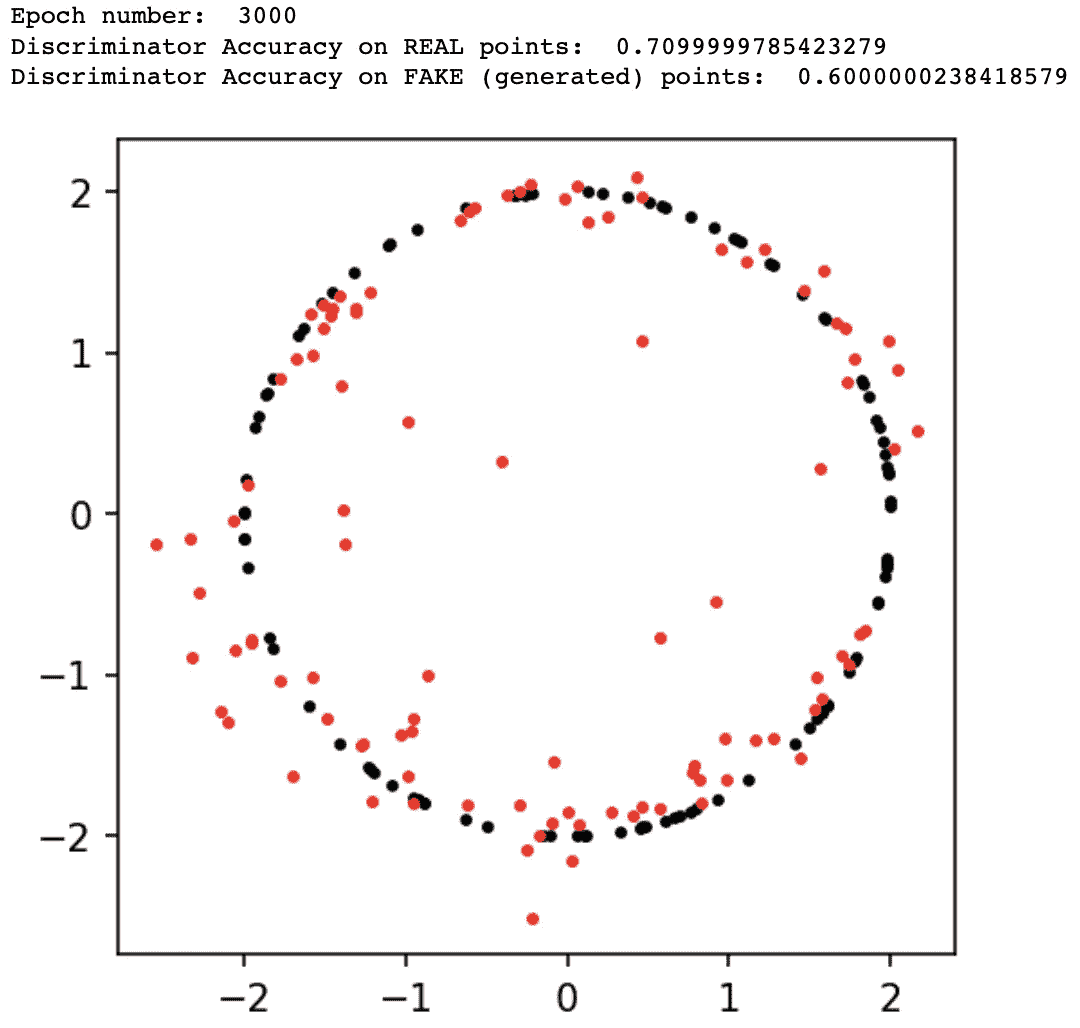 Epoch number:  3000
Discriminator Accuracy on REAL points:  0.7099999785423279
Discriminator Accuracy on FAKE (generated) points:  0.6000000238418579
2
1
0
−1
−2
−2 −1 0 1 2